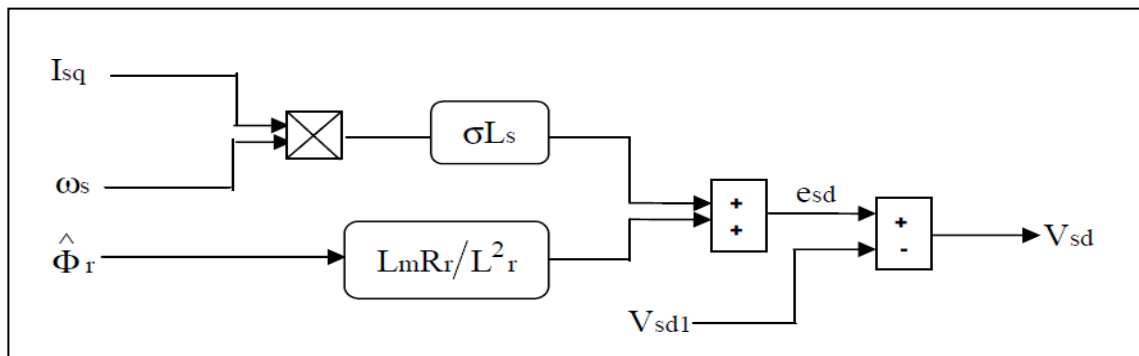 Isq
σLs
ωs
+
+
esd
+
-
Vsd
Φ̂r
LmRr/L²r
Vsd1